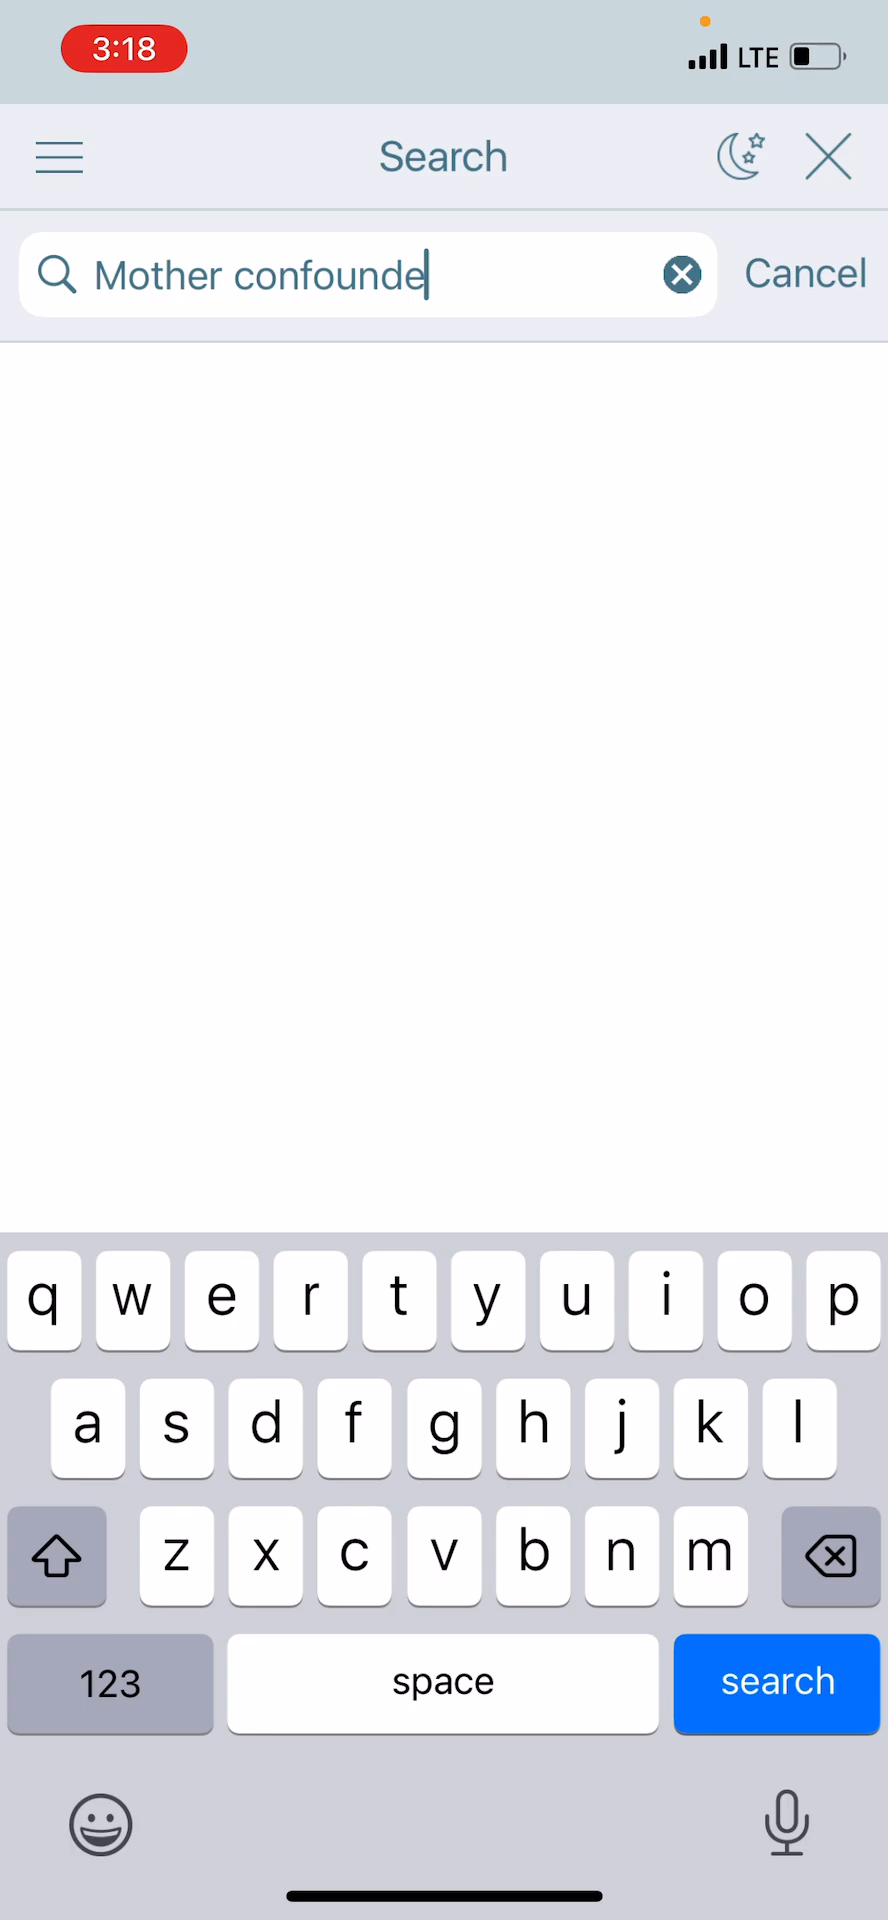 3:18 LTE
Search
Mother confounde Cancel
q w e r t y u i o p
a s d f g h j k l
z x c v b n m
123 space search